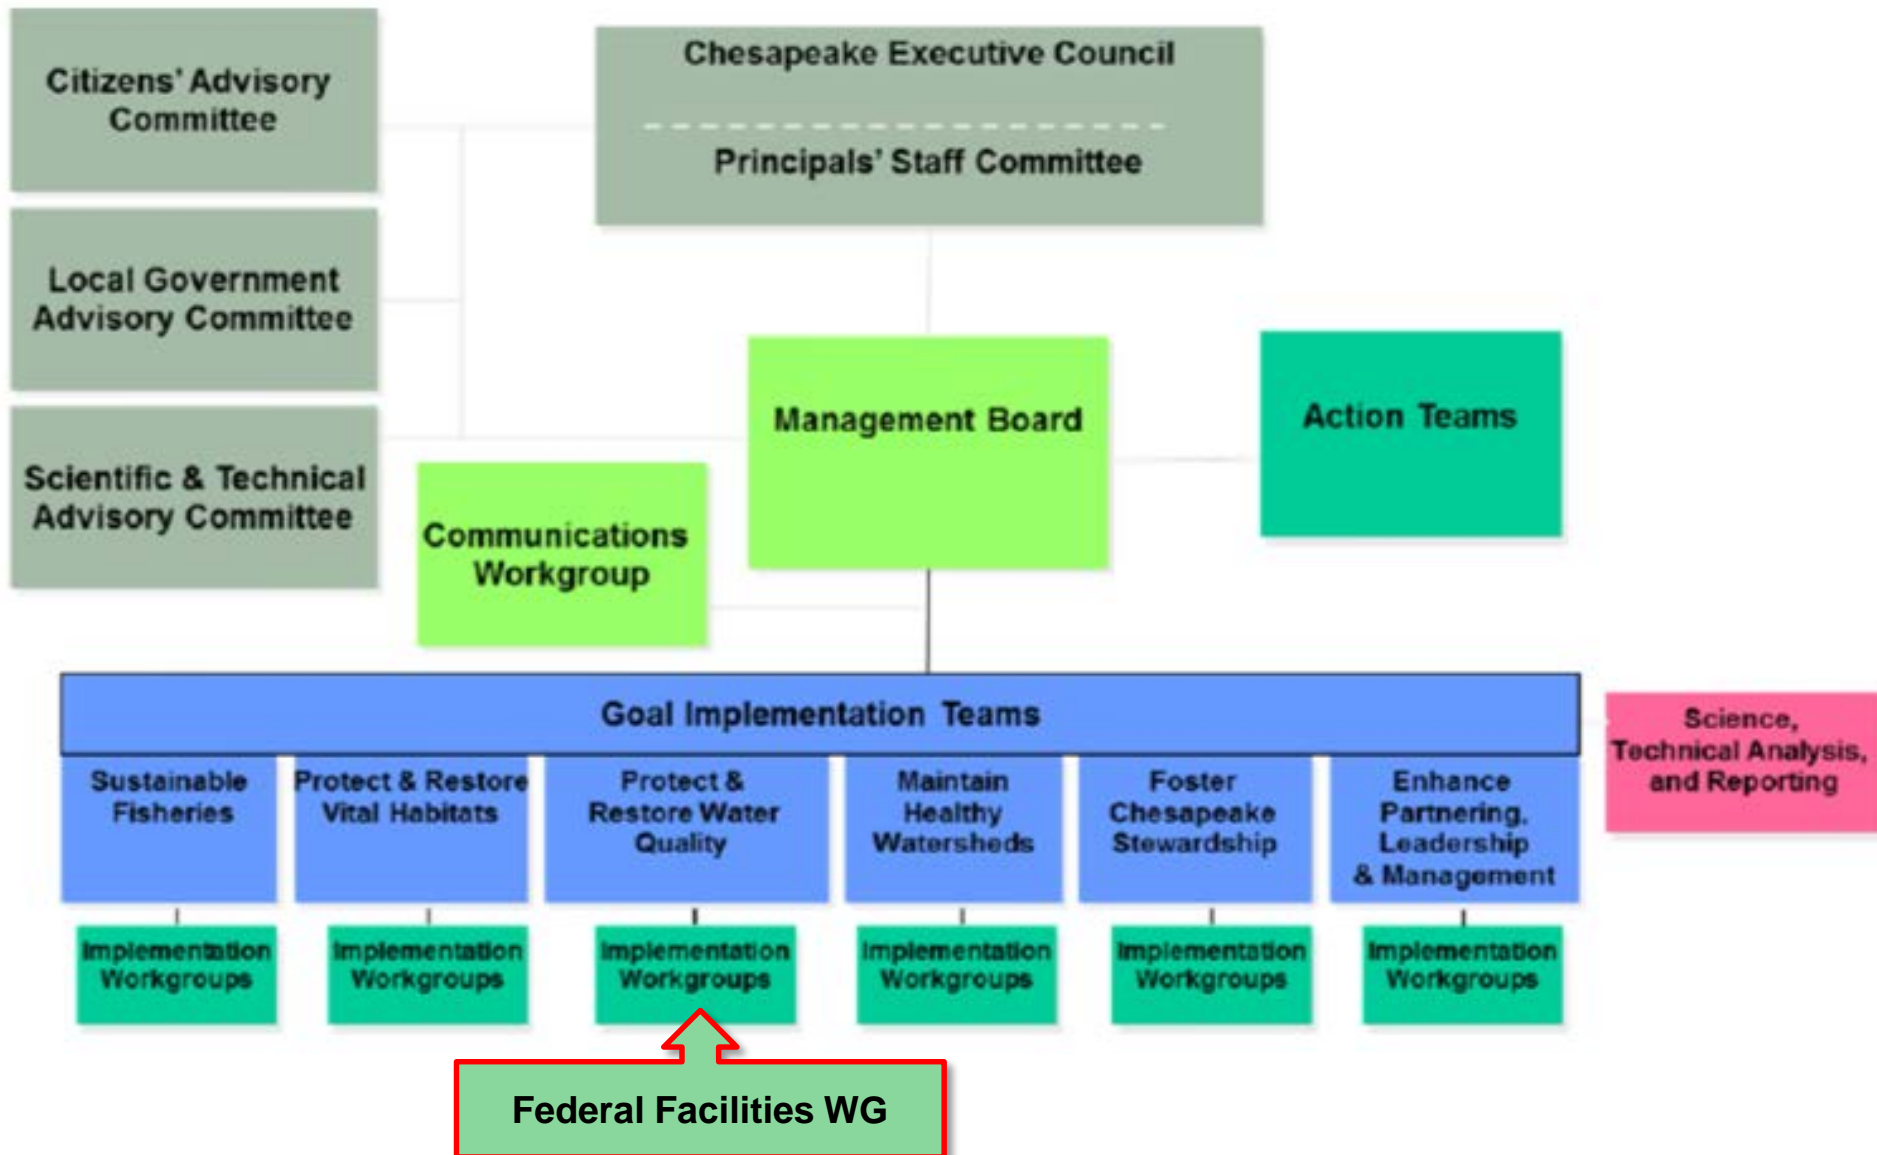 Citizens' Advisory
Committee
Chesapeake Executive Council
Principals' Staff Committee
Local Government
Advisory Committee
Scientific & Technical
Advisory Committee
Management Board
Action Teams
Communications
Workgroup
Goal Implementation Teams
Science,
Technical Analysis,
and Reporting
Sustainable
Fisheries
Protect & Restore
Vital Habitats
Protect &
Restore Water
Quality
Maintain
Healthy
Watersheds
Foster
Chesapeake
Stewardship
Enhance
Partnering,
Leadership
& Management
Implementation
Workgroups
Implementation
Workgroups
Implementation
Workgroups
Implementation
Workgroups
Implementation
Workgroups
Implementation
Workgroups
Federal Facilities WG